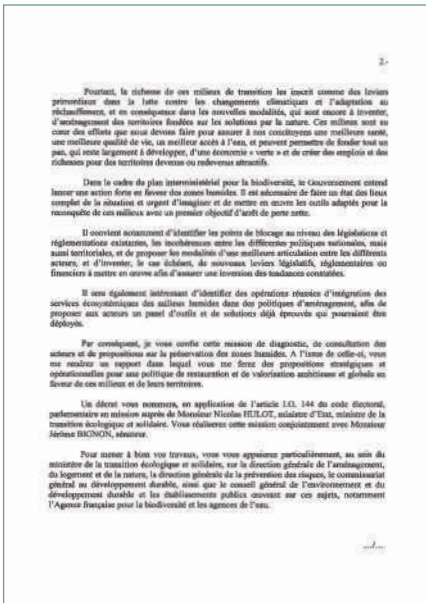 2.-
Pourtant, la richesse de ces milieux de transition les inscrit comme des leviers
primordiaux dans la lutte contre les changements climatiques et l'adaptation au
réchauffement, et en conséquence dans les nouvelles modalités, qui sont encore à inventer,
d'aménagement des territoires fondées sur les solutions par la nature. Ces milieux sont au
cœur des efforts que nous devons faire pour assurer à nos concitoyens une meilleure santé,
une meilleure qualité de vie, un meilleur accès à l'eau, et peuvent permettre de fonder tout un
pan, qui reste largement à développer, d'une économie « verte » et de créer des emplois et des
richesses pour des territoires devenus ou redevenus attractifs.
Dans le cadre du plan interministériel pour la biodiversité, le Gouvernement entend
lancer une action forte en faveur des zones humides. Il est nécessaire de faire un état des lieux
complet de la situation et urgent d'imaginer et de mettre en œuvre les outils adaptés pour la
reconquête de ces milieux avec un premier objectif d'arrêt de perte nette.
Il convient notamment d'identifier les points de blocage au niveau des législations et
réglementations existantes, les incohérences entre les différentes politiques nationales, mais
aussi territoriales, et de proposer les modalités d'une meilleure articulation entre les différents
acteurs, et d'inventer, le cas échéant, de nouveaux leviers législatifs, réglementaires ou
financiers à mettre en œuvre afin d'assurer une inversion des tendances constatées.
Il sera également intéressant d'identifier des opérations réussies d'intégration des
services écosystémiques des milieux humides dans des politiques d'aménagement, afin de
proposer aux acteurs un panel d'outils et de solutions déjà éprouvés qui pourraient être
déployés.
Par conséquent, je vous confie cette mission de diagnostic, de consultation des
acteurs et de propositions sur la préservation des zones humides. A l'issue de celle-ci, vous
me rendrez un rapport dans lequel vous me ferez des propositions stratégiques et
opérationnelles pour une politique de restauration et de valorisation ambitieuse et globale en
faveur de ces milieux et de leurs territoires.
Un décret vous nommera, en application de l'article LO. 144 du code électoral,
parlementaire en mission auprès de Monsieur Nicolas HULOT, ministre d'Etat, ministre de la
transition écologique et solidaire. Vous réaliserez cette mission conjointement avec Monsieur
Jérôme BIGNON, sénateur.
Pour mener à bien vos travaux, vous vous appuierez particulièrement, au sein du
ministère de la transition écologique et solidaire, sur la direction générale de l'aménagement,
du logement et de la nature, la direction générale de la prévention des risques, le commissariat
général au développement durable, ainsi que le conseil général de l'environnement et du
développement durable et les établissements publics œuvrant sur ces sujets, notamment
l'Agence française pour la biodiversité et les agences de l'eau.
.../...